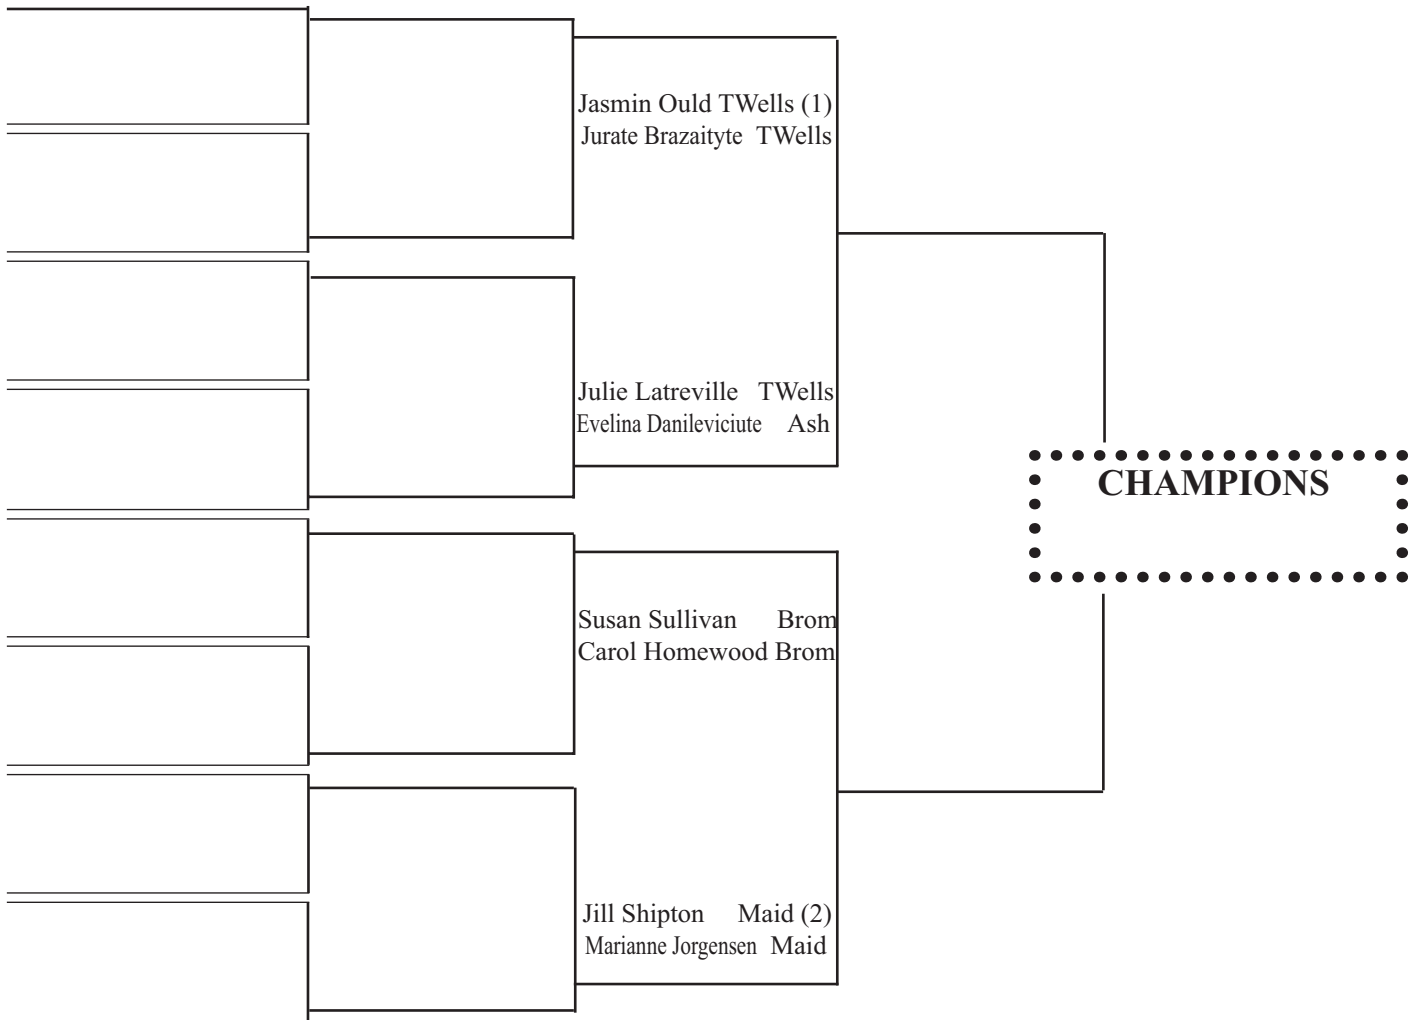 Jasmin Ould TWells (1)
Jurate Brazaityte TWells
Julie Latreville TWells
Evelina Danileviciute Ash
CHAMPIONS
Susan Sullivan Brom
Carol Homewood Brom
Jill Shipton Maid (2)
Marianne Jorgensen Maid